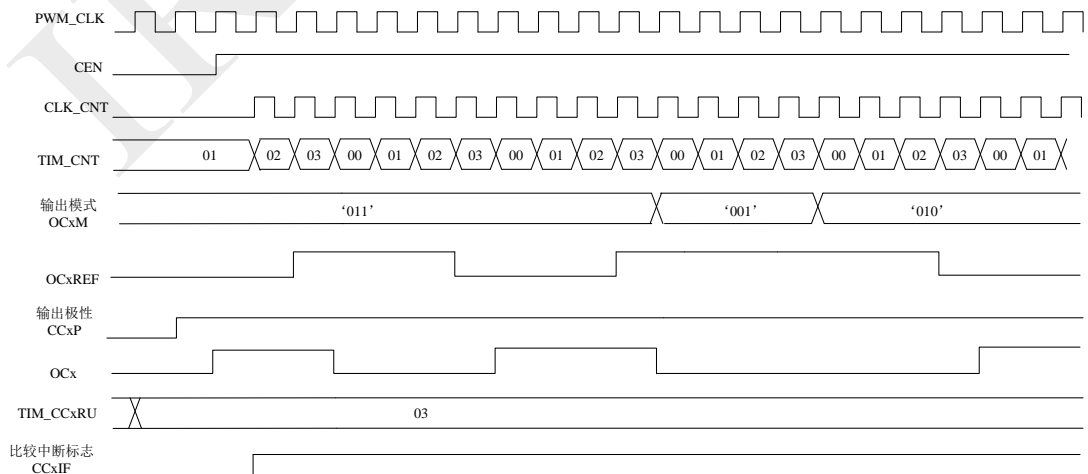 PWM_CLK
CEN
CLK_CNT
TIM_CNT 01 02 03 00 01 02 03 00 01 02 03 00 01 02 03 00 01 02 03 00 01
输出模式
OCxM ‘011’ ‘001’ ‘010’
OCxREF
输出极性
CCxP
OCx
TIM_CCxRU 03
比较中断标志
CCxIF